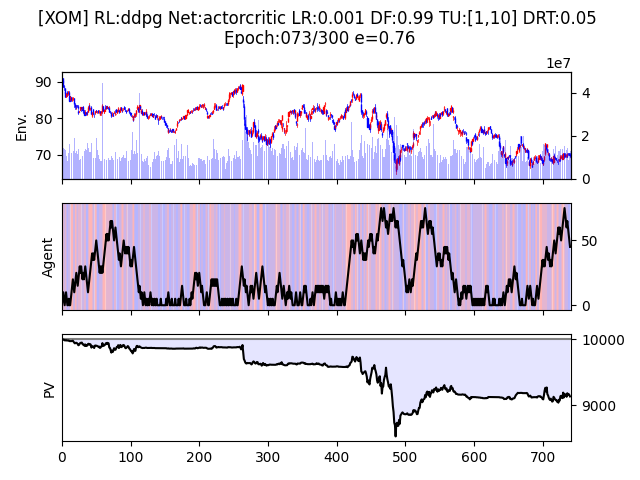 [XOM] RL:ddpg Net:actorcritic LR:0.001 DF:0.99 TU:[1,10] DRT:0.05
Epoch:073/300 e=0.76
1e7
90
80
70
Env.
4
2
0
Agent
50
0
PV
10000
9000
0 100 200 300 400 500 600 700